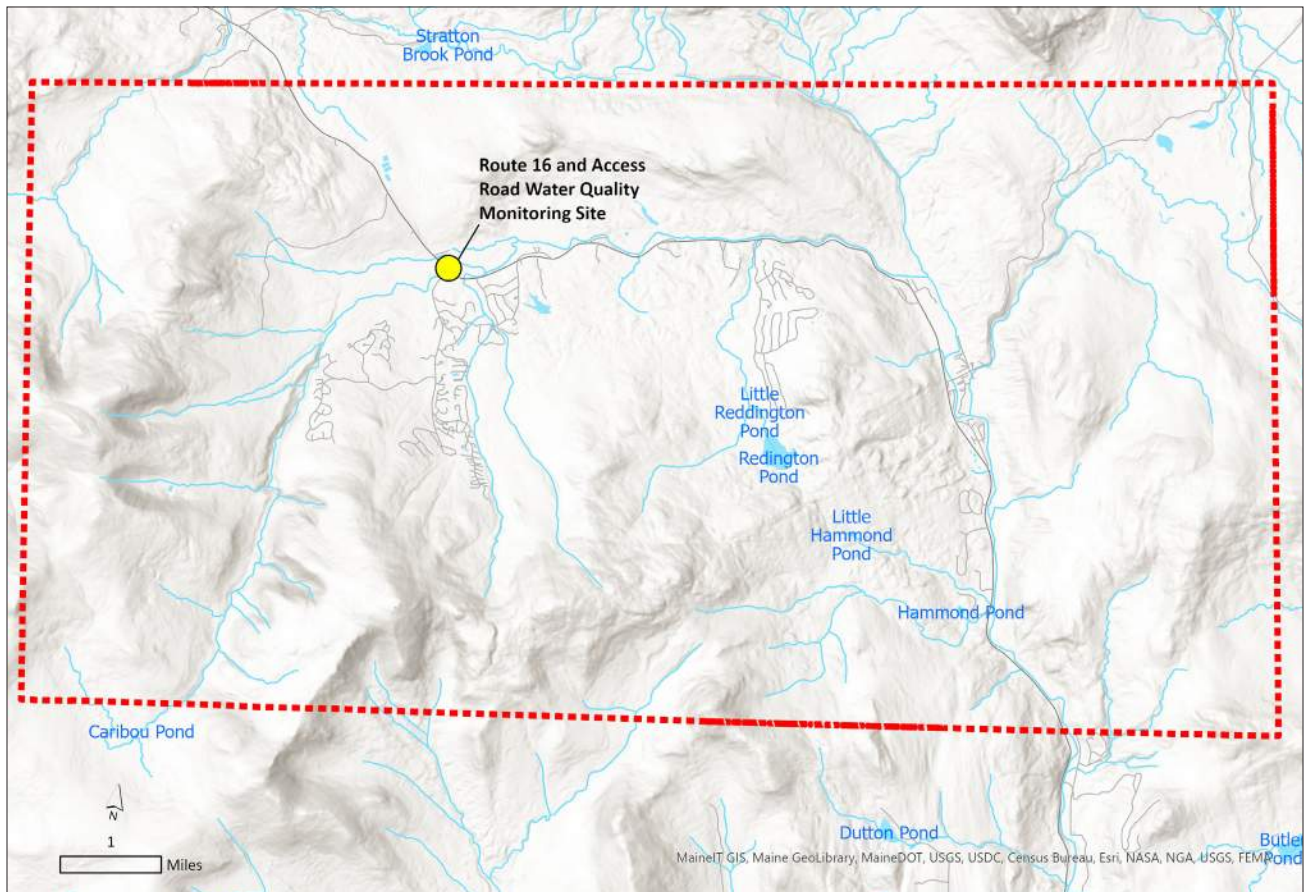 Stratton
Brook Pond
Route 16 and Access
Road Water Quality
Monitoring Site
Little
Reddington
Pond
Redington
Pond
Little
Hammond
Pond
Hammond Pond
Caribou Pond
N
1
Miles
Dutton Pond
Butler
Pond
MaineIT GIS, Maine GeoLibrary, MaineDOT, USGS, USDC, Census Bureau, Esri, NASA, NGA, USGS, FEMA